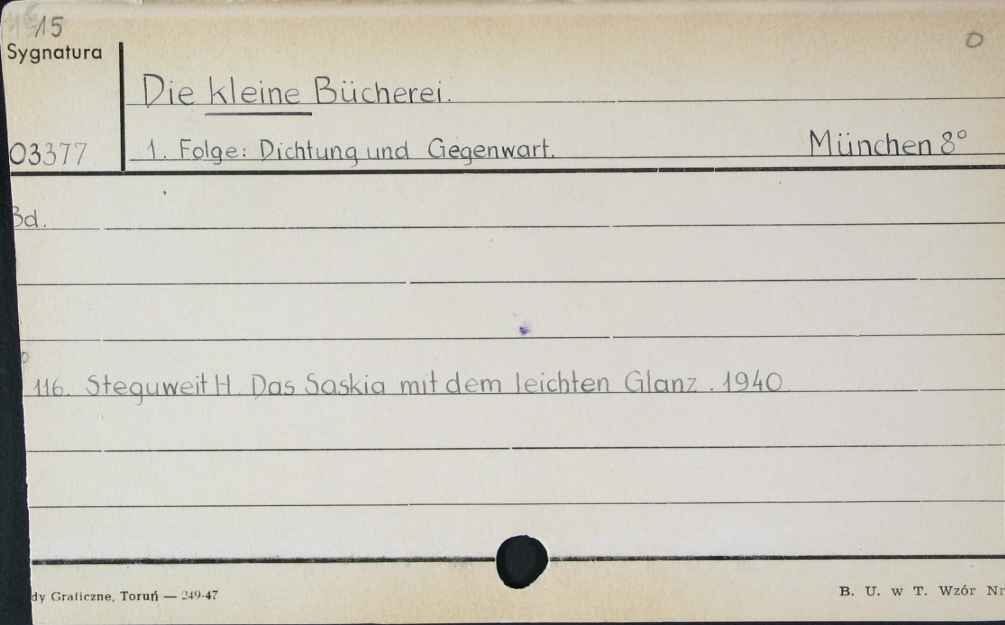 15
Sygnatura
O
Die kleine Bücherei.
03377
1. Folge: Dichtung und Gegenwart.
München 8°
Bd.
116. Steguweit H. Das Saskia mit dem leichten Glanz. 1940
dy Graficzne, Toruń — 249-47
B. U. w T. Wzór Nr